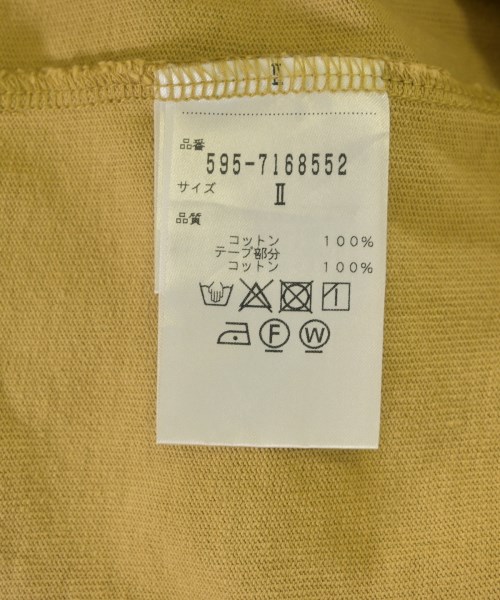 II
品番
595-7168552
サイズ II
品質
コットン 100%
テープ部分
コットン 100%
F W